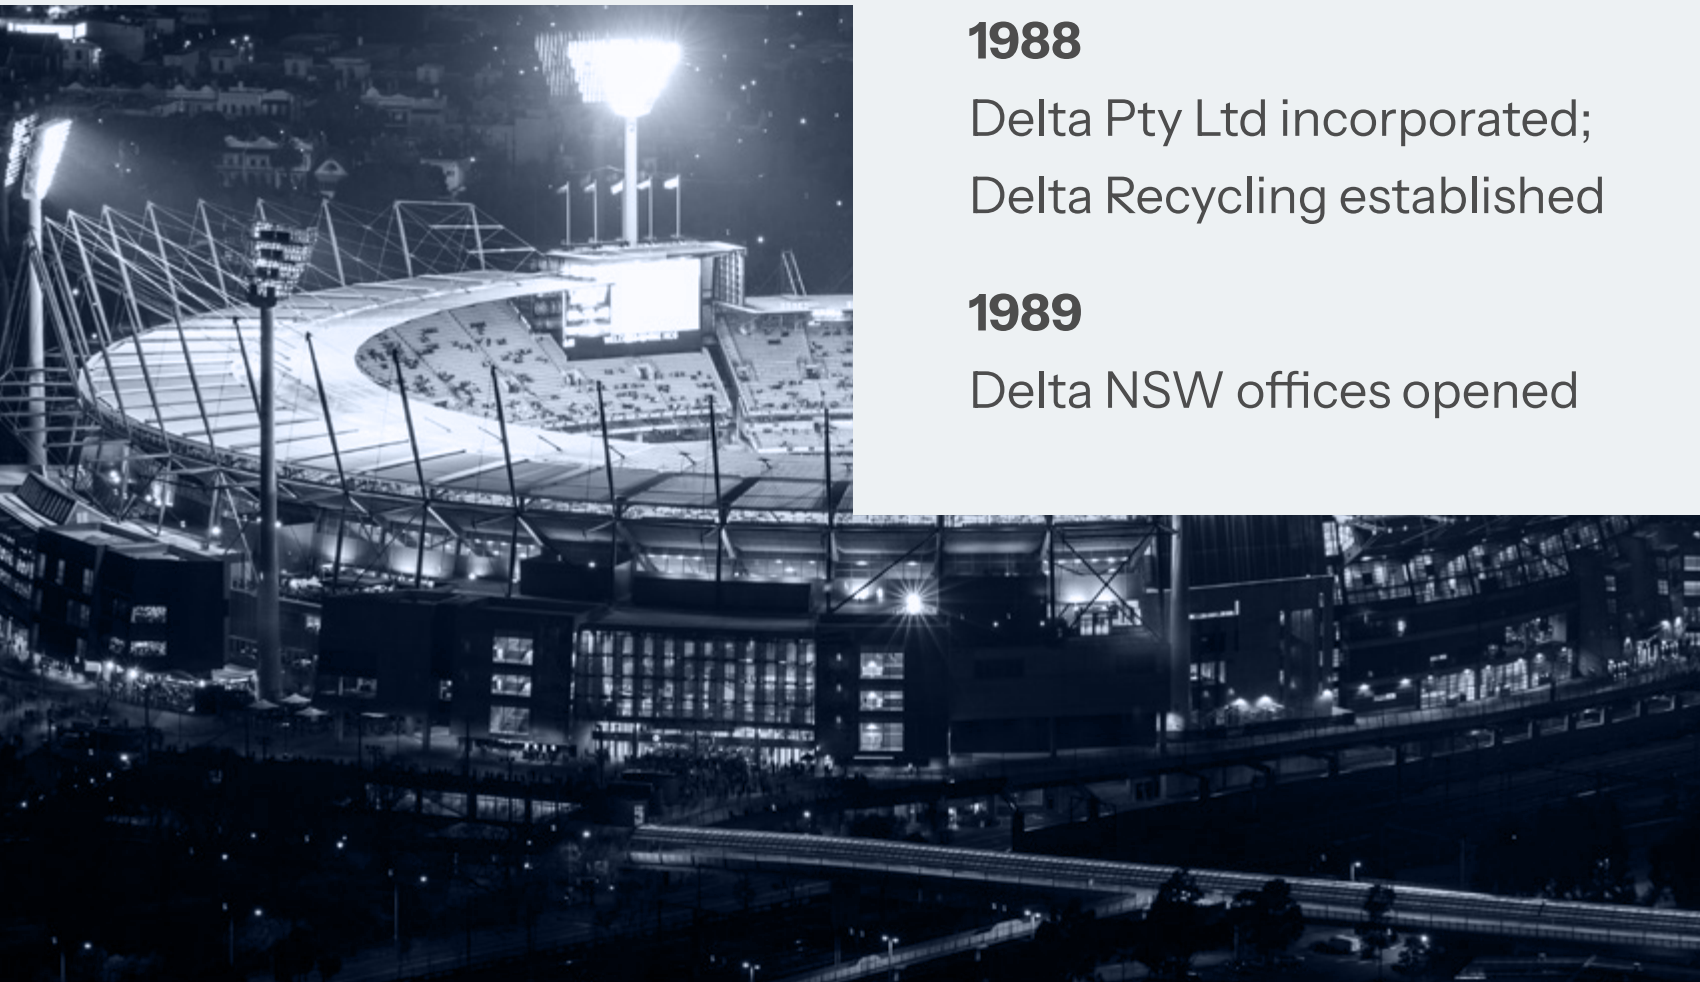 1988
Delta Pty Ltd incorporated;
Delta Recycling established
1989
Delta NSW offices opened